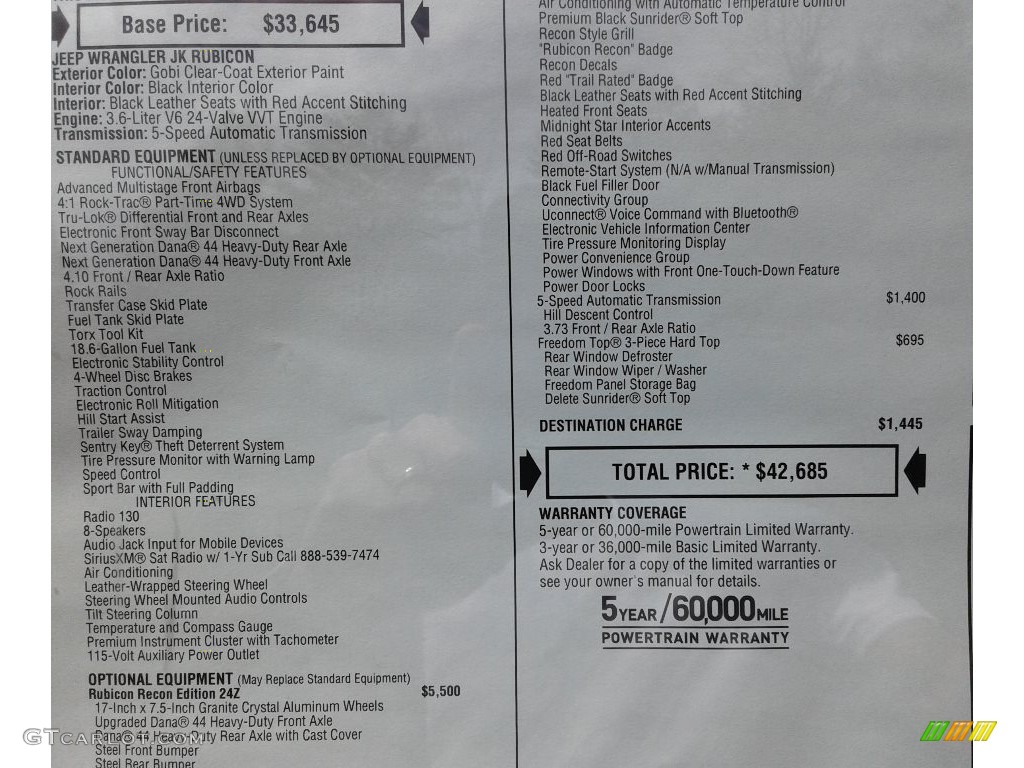 Base Price: $33,645
JEEP WRANGLER JK RUBICON
Exterior Color: Gobi Clear-Coat Exterior Paint
Interior Color: Black Interior Color
Interior: Black Leather Seats with Red Accent Stitching
Engine: 3.6-Liter V6 24-Valve VVT Engine
Transmission: 5-Speed Automatic Transmission
STANDARD EQUIPMENT (UNLESS REPLACED BY OPTIONAL EQUIPMENT)
FUNCTIONAL/SAFETY FEATURES
Advanced Multistage Front Airbags
4:1 Rock-Trac® Part-Time 4WD System
Tru-Lok® Differential Front and Rear Axles
Electronic Front Sway Bar Disconnect
Next Generation Dana® 44 Heavy-Duty Rear Axle
Next Generation Dana® 44 Heavy-Duty Front Axle
4.10 Front / Rear Axle Ratio
Rock Rails
Transfer Case Skid Plate
Fuel Tank Skid Plate
Torx Tool Kit
18.6-Gallon Fuel Tank
Electronic Stability Control
4-Wheel Disc Brakes
Traction Control
Electronic Roll Mitigation
Hill Start Assist
Trailer Sway Damping
Sentry Key® Theft Deterrent System
Tire Pressure Monitor with Warning Lamp
Speed Control
Sport Bar with Full Padding
INTERIOR FEATURES
Radio 130
8-Speakers
Audio Jack Input for Mobile Devices
SiriusXM® Sat Radio w/ 1-Yr Sub Call 888-539-7474
Air Conditioning
Leather-Wrapped Steering Wheel
Steering Wheel Mounted Audio Controls
Tilt Steering Column
Temperature and Compass Gauge
Premium Instrument Cluster with Tachometer
115-Volt Auxiliary Power Outlet
OPTIONAL EQUIPMENT (May Replace Standard Equipment)
Rubicon Recon Edition 24Z $5,500
17-Inch x 7.5-Inch Granite Crystal Aluminum Wheels
Upgraded Dana® 44 Heavy-Duty Front Axle
Dana® 44 Heavy-Duty Rear Axle with Cast Cover
Steel Front Bumper
Steel Rear Bumper
Air Conditioning with Automatic Temperature Control
Premium Black Sunrider® Soft Top
Recon Style Grill
"Rubicon Recon" Badge
Recon Decals
Red "Trail Rated" Badge
Black Leather Seats with Red Accent Stitching
Heated Front Seats
Midnight Star Interior Accents
Red Seat Belts
Red Off-Road Switches
Remote-Start System (N/A w/Manual Transmission)
Black Fuel Filler Door
Connectivity Group
Uconnect® Voice Command with Bluetooth®
Electronic Vehicle Information Center
Tire Pressure Monitoring Display
Power Convenience Group
Power Windows with Front One-Touch-Down Feature
Power Door Locks
5-Speed Automatic Transmission $1,400
Hill Descent Control
3.73 Front / Rear Axle Ratio
Freedom Top® 3-Piece Hard Top $695
Rear Window Defroster
Rear Window Wiper / Washer
Freedom Panel Storage Bag
Delete Sunrider® Soft Top
DESTINATION CHARGE $1,445
TOTAL PRICE: * $42,685
WARRANTY COVERAGE
5-year or 60,000-mile Powertrain Limited Warranty.
3-year or 36,000-mile Basic Limited Warranty.
Ask Dealer for a copy of the limited warranties or
see your owner's manual for details.
5 YEAR / 60,000 MILE
POWERTRAIN WARRANTY
GTCARLOT.COM